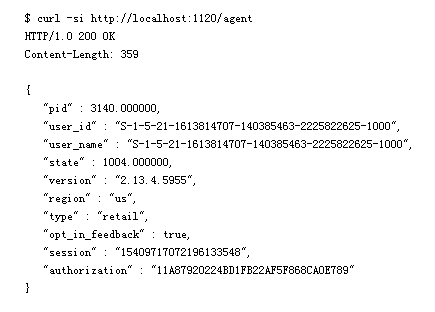 $ curl -si http://localhost:1120/agent
HTTP/1.0 200 OK
Content-Length: 359
{
"pid" : 3140.000000,
"user_id" : "S-1-5-21-1613814707-140385463-2225822625-1000",
"user_name" : "S-1-5-21-1613814707-140385463-2225822625-1000",
"state" : 1004.000000,
"version" : "2.13.4.5955",
"region" : "us",
"type" : "retail",
"opt_in_feedback" : true,
"session" : "15409717072196133548",
"authorization" : "11A87920224BD1FB22AF5F868CA0E789"
}